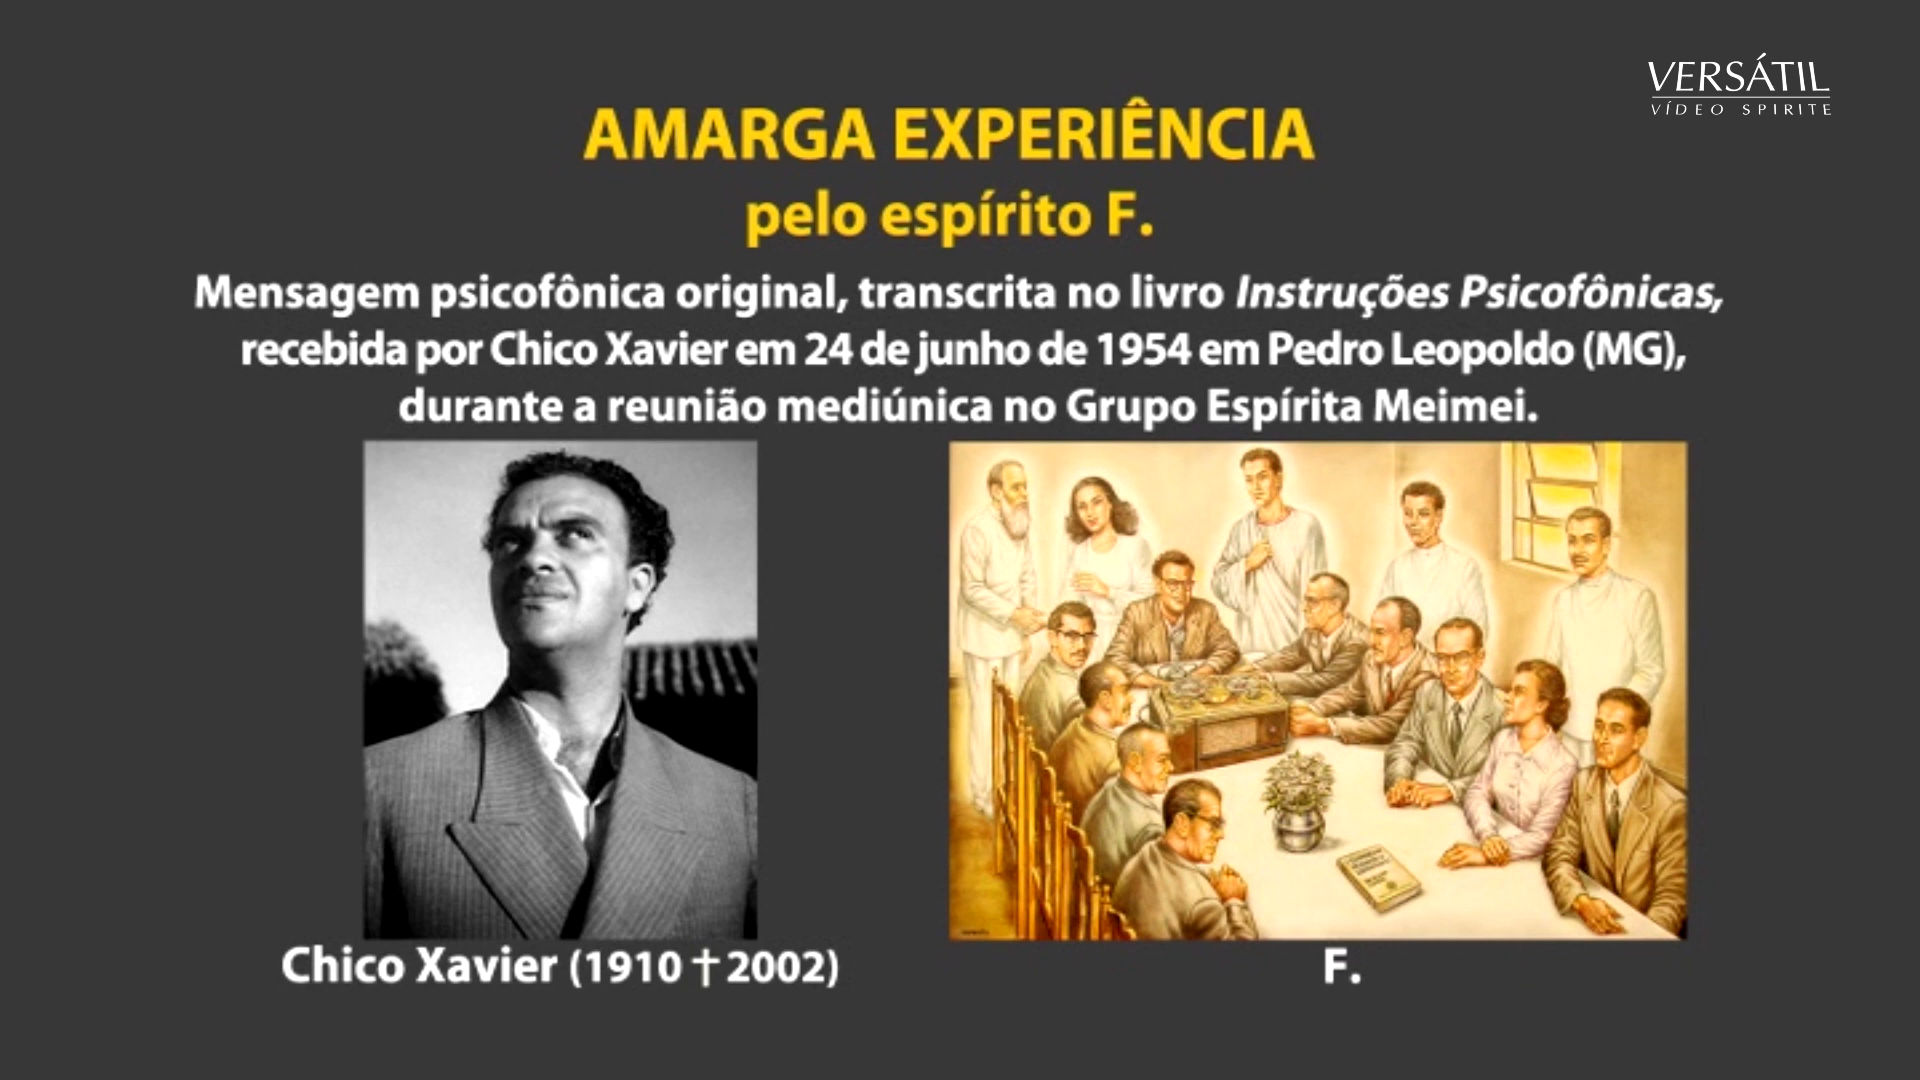 VERSÁTIL
VÍDEO SPIRITE
AMARGA EXPERIÊNCIA
pelo espírito F.
Mensagem psicofônica original, transcrita no livro Instruções Psicofônicas,
recebida por Chico Xavier em 24 de junho de 1954 em Pedro Leopoldo (MG),
durante a reunião mediúnica no Grupo Espírita Meimei.
Chico Xavier (1910 † 2002)
F.